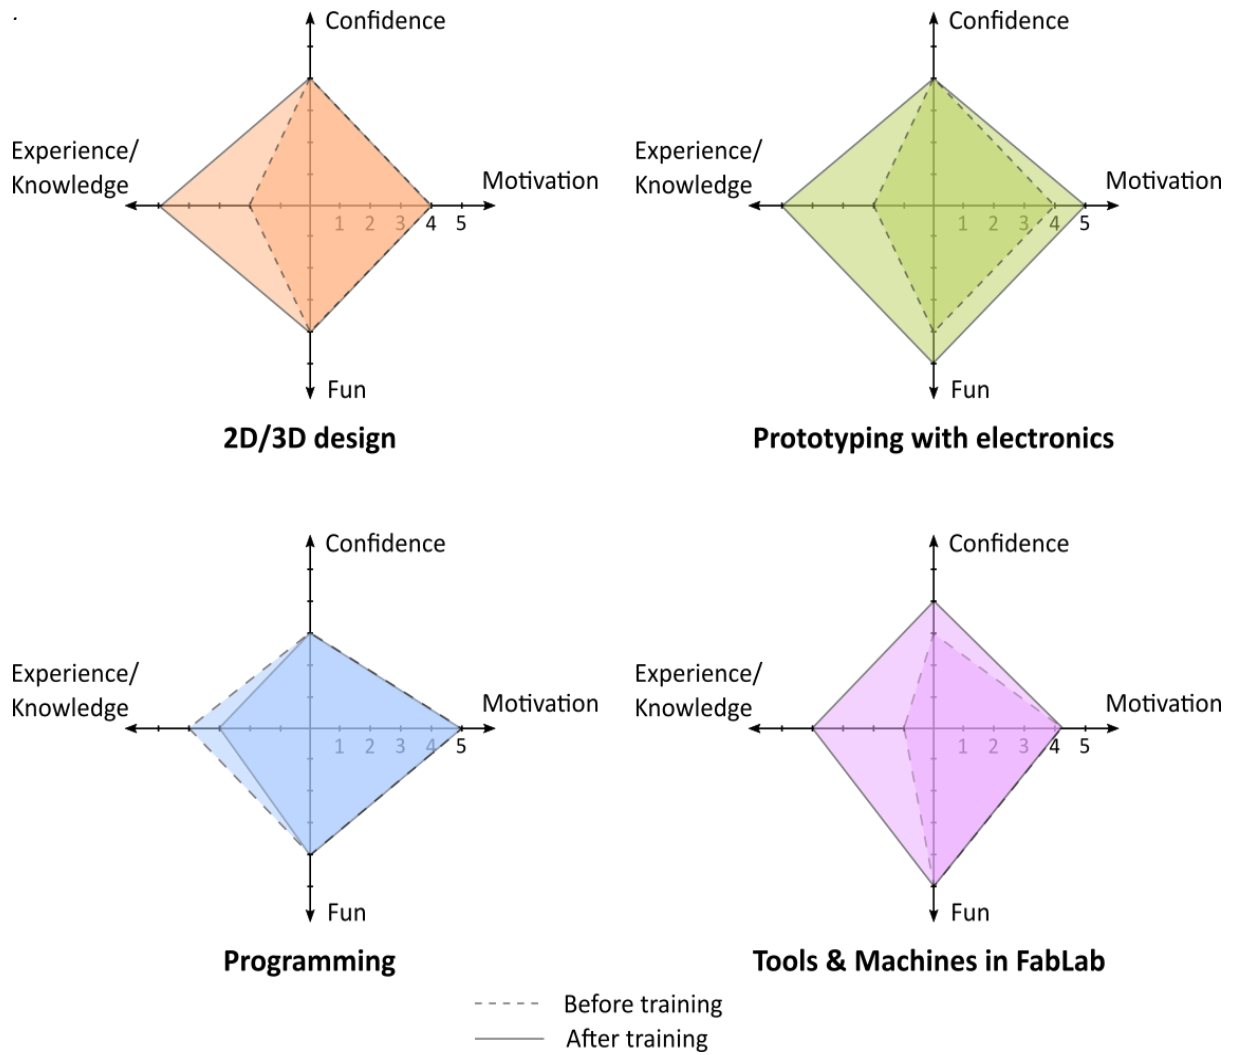 .
Confidence
Experience/
Knowledge
Motivation
1 2 3 4 5
Fun
2D/3D design
Confidence
Experience/
Knowledge
Motivation
1 2 3 4 5
Fun
Prototyping with electronics
Confidence
Experience/
Knowledge
Motivation
1 2 3 4 5
Fun
Programming
Confidence
Experience/
Knowledge
Motivation
1 2 3 4 5
Fun
Tools & Machines in FabLab
Before training
After training